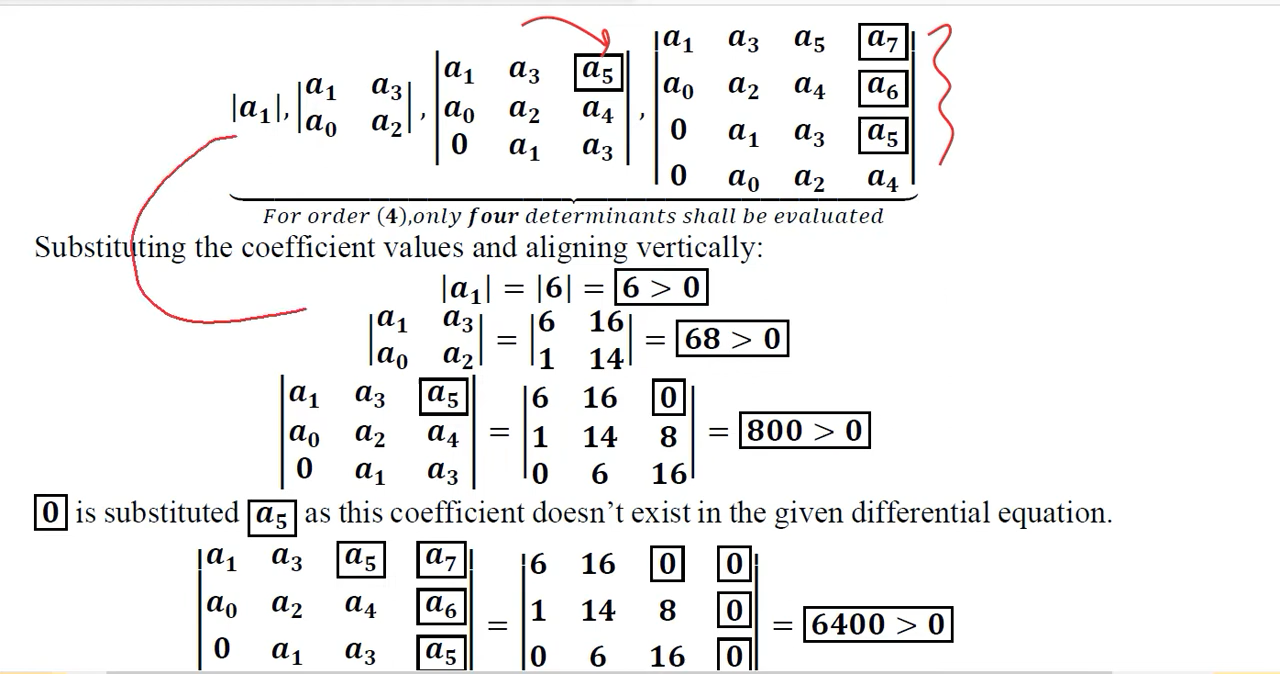 |a₁|, |a₁ a₃|, |a₁ a₃ a₅|, |a₁ a₃ a₅ a₇|
|a₀ a₂| |a₀ a₂ a₄| |a₀ a₂ a₄ a₆|
|0 a₁ a₃| |0 a₁ a₃ a₅|
|0 a₀ a₂ a₄|
For order (4),only four determinants shall be evaluated
Substituting the coefficient values and aligning vertically:
|a₁| = |6| = 6 > 0
|a₁ a₃| = |6 16| = 68 > 0
|a₀ a₂| |1 14|
|a₁ a₃ a₅| |6 16 0|
|a₀ a₂ a₄| = |1 14 8| = 800 > 0
|0 a₁ a₃| |0 6 16|
0 is substituted a₅ as this coefficient doesn’t exist in the given differential equation.
|a₁ a₃ a₅ a₇| |6 16 0 0|
|a₀ a₂ a₄ a₆| = |1 14 8 0| = 6400 > 0
|0 a₁ a₃ a₅| |0 6 16 0|